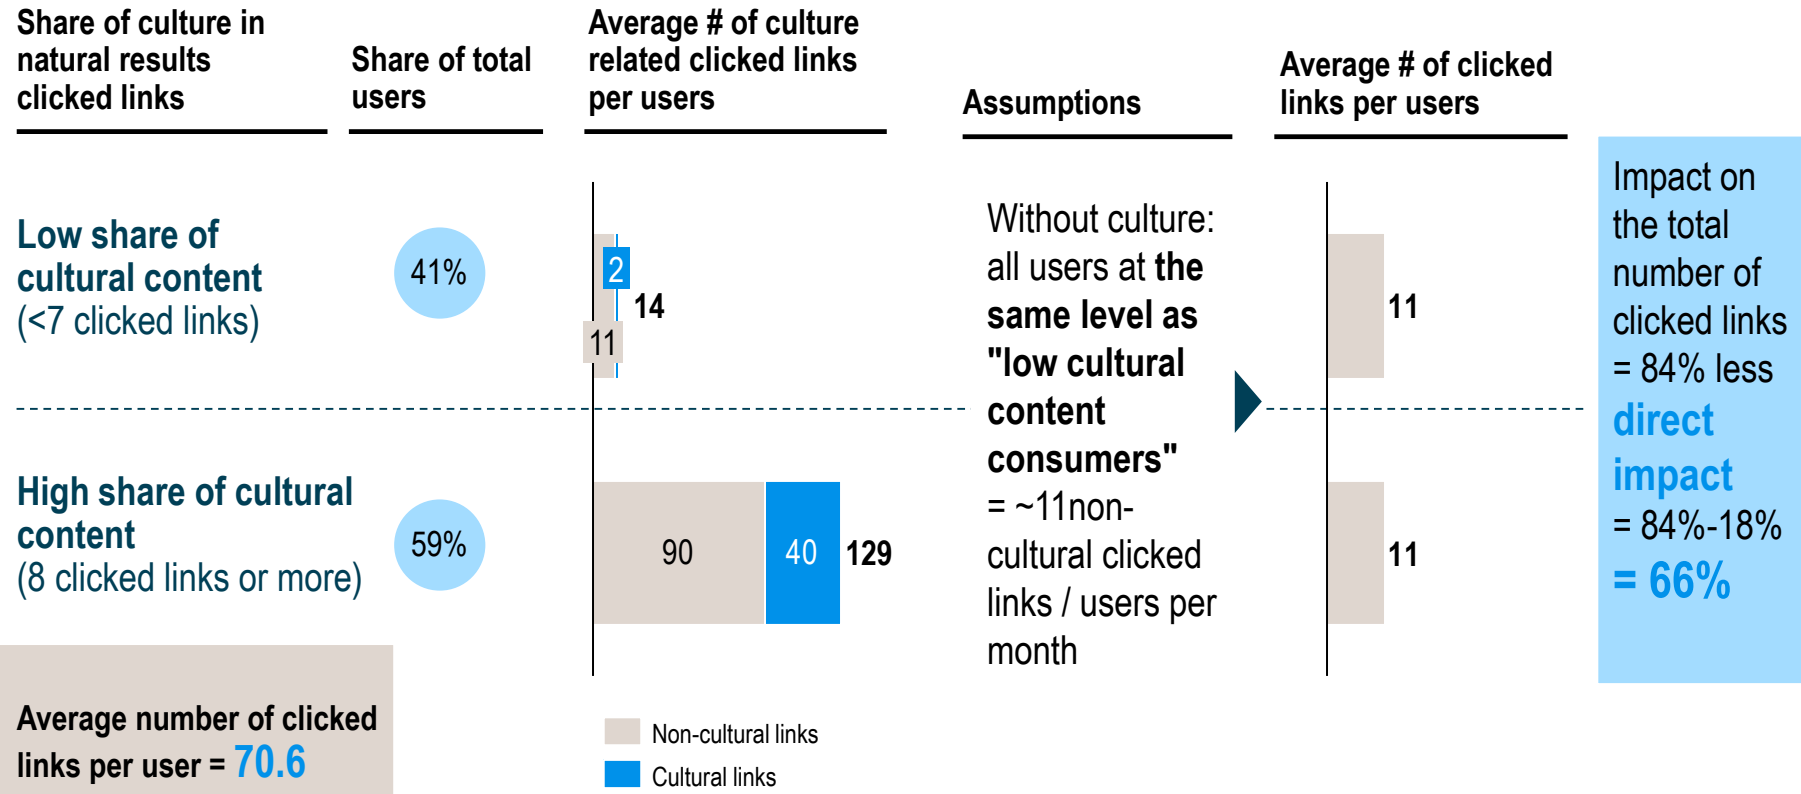 Share of culture in
natural results
clicked links
Share of total
users
Average # of culture
related clicked links
per users
Assumptions
Average # of clicked
links per users
Low share of
cultural content
(<7 clicked links)
41%
2
14
11
Without culture:
all users at the
same level as
"low cultural
content
consumers"
= ~11non-
cultural clicked
links / users per
month
11
High share of cultural
content
(8 clicked links or more)
59%
90
40
129
11
Impact on
the total
number of
clicked links
= 84% less
direct
impact
= 84%-18%
= 66%
Average number of clicked
links per user = 70.6
Non-cultural links
Cultural links